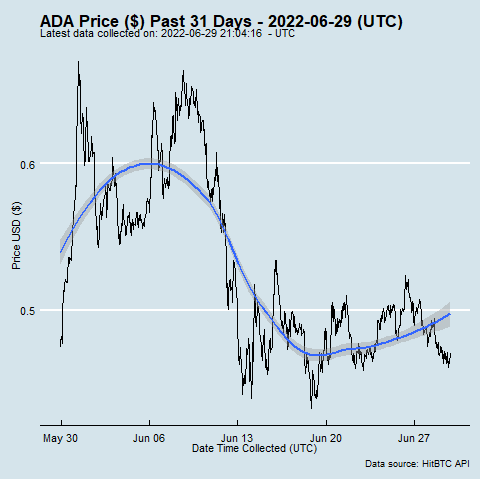 ADA Price ($) Past 31 Days - 2022-06-29 (UTC)
Latest data collected on: 2022-06-29 21:04:16  - UTC
0.6
0.5
Price USD ($)
May 30
Jun 06
Jun 13
Jun 20
Jun 27
Date Time Collected (UTC)
Data source: HitBTC API